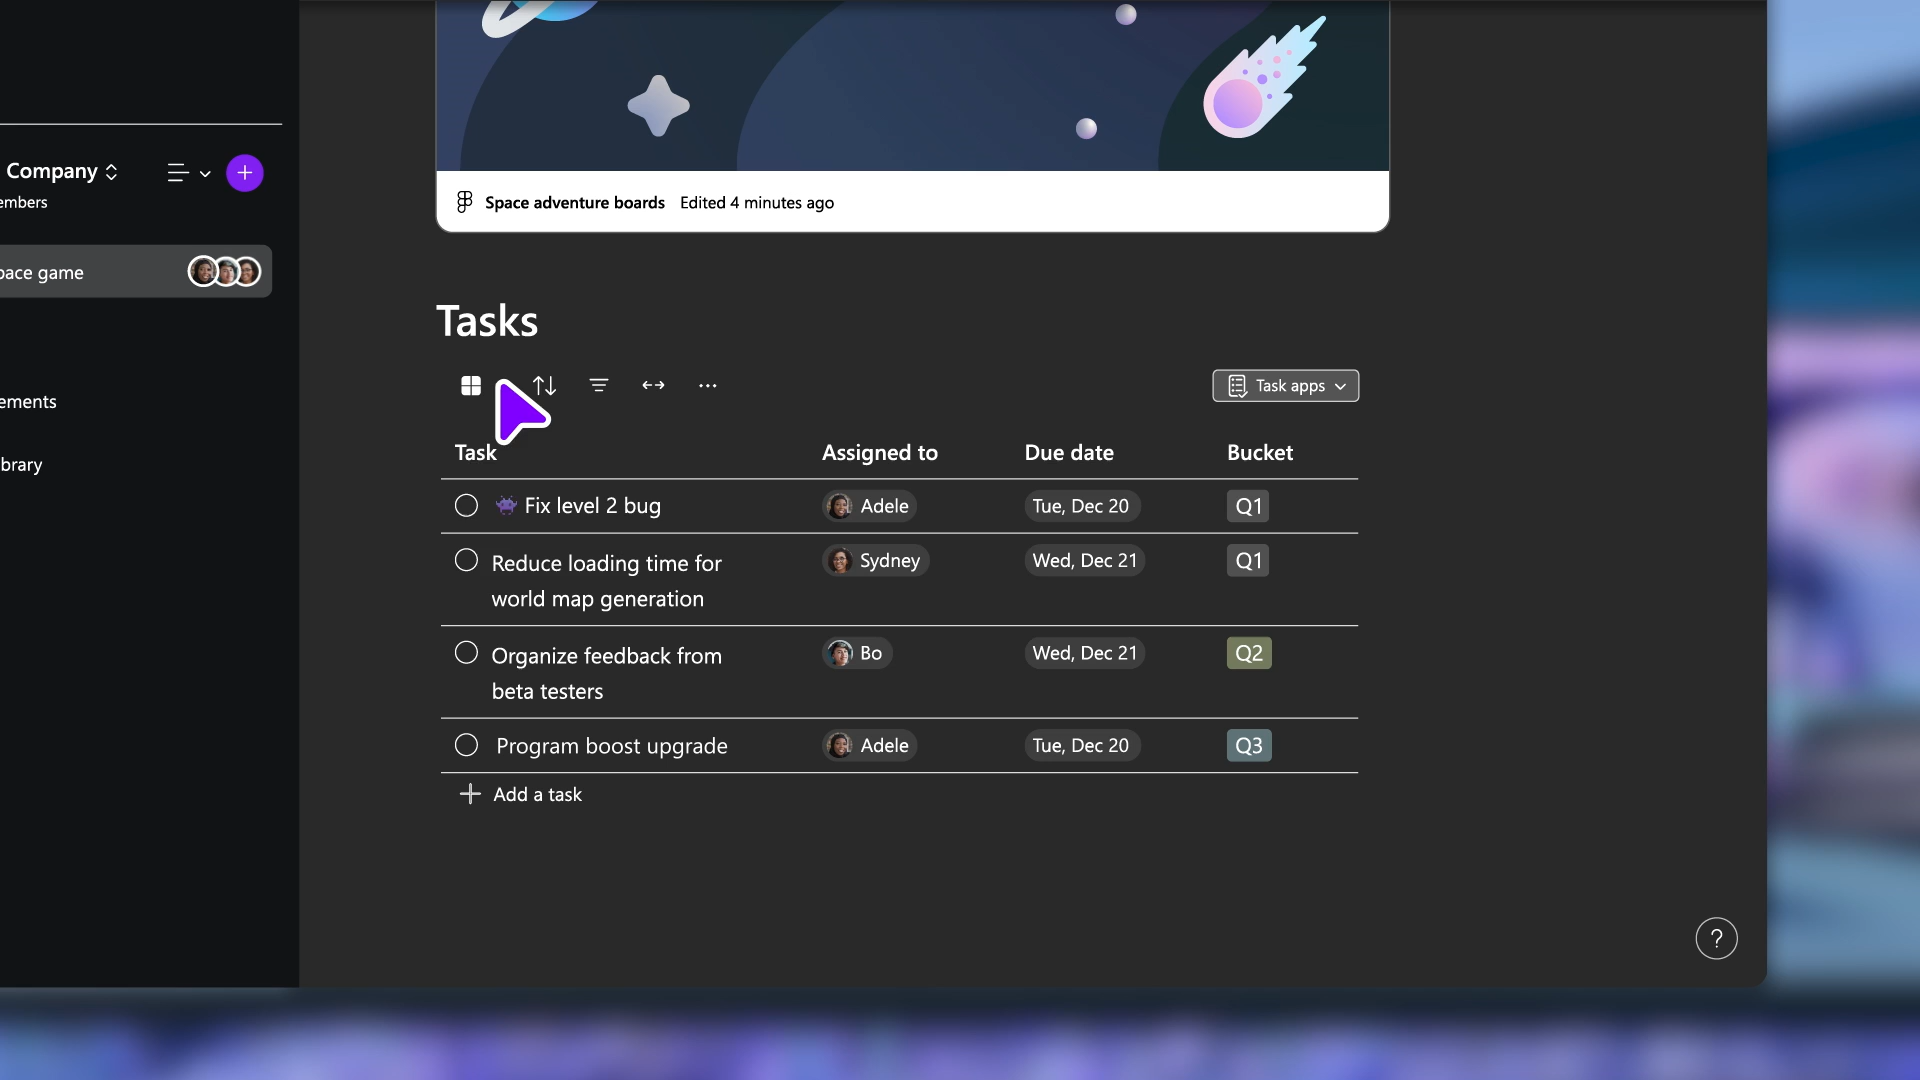 Company
embers
pace game
ements
brary
Space adventure boards Edited 4 minutes ago
Tasks
Task apps
Task Assigned to Due date Bucket
Fix level 2 bug Adele Tue, Dec 20 Q1
Reduce loading time for Sydney Wed, Dec 21 Q1
world map generation
Organize feedback from Bo Wed, Dec 21 Q2
beta testers
Program boost upgrade Adele Tue, Dec 20 Q3
Add a task
?